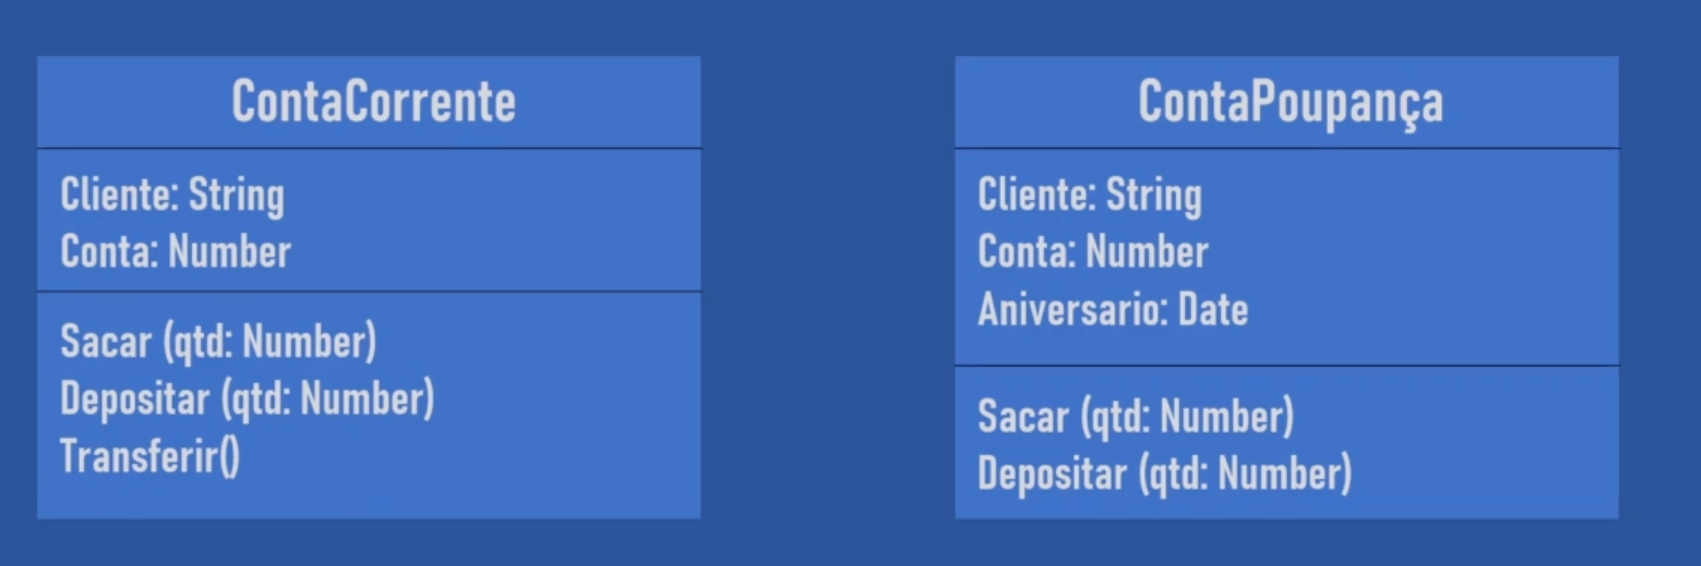 ContaCorrente
Cliente: String
Conta: Number
Sacar (qtd: Number)
Depositar (qtd: Number)
Transferir()
ContaPoupança
Cliente: String
Conta: Number
Aniversario: Date
Sacar (qtd: Number)
Depositar (qtd: Number)